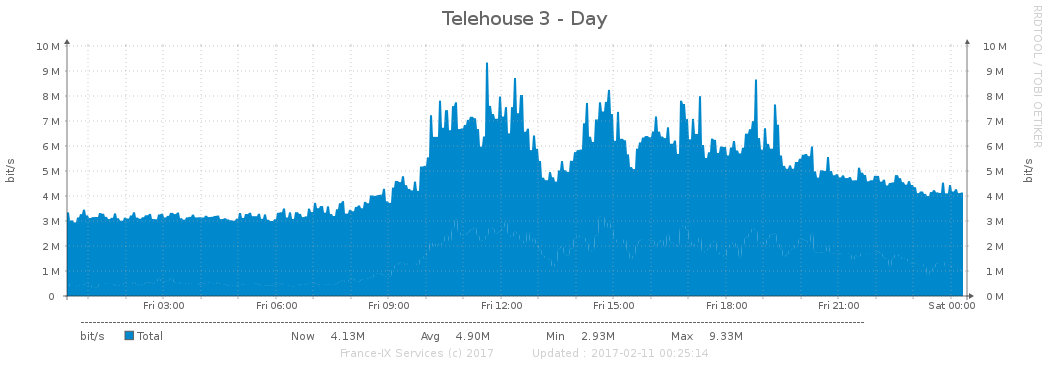 Telehouse 3 - Day
RRDTOOL / TOBI OETIKER
bit/s
10 M
9 M
8 M
7 M
6 M
5 M
4 M
3 M
2 M
1 M
0
10 M
9 M
8 M
7 M
6 M
5 M
4 M
3 M
2 M
1 M
0 M
bit/s
Fri 03:00 Fri 06:00 Fri 09:00 Fri 12:00 Fri 15:00 Fri 18:00 Fri 21:00 Sat 00:00
bit/s Total Now 4.13M Avg 4.90M Min 2.93M Max 9.33M
France-IX Services (c) 2017 Updated : 2017-02-11 00:25:14